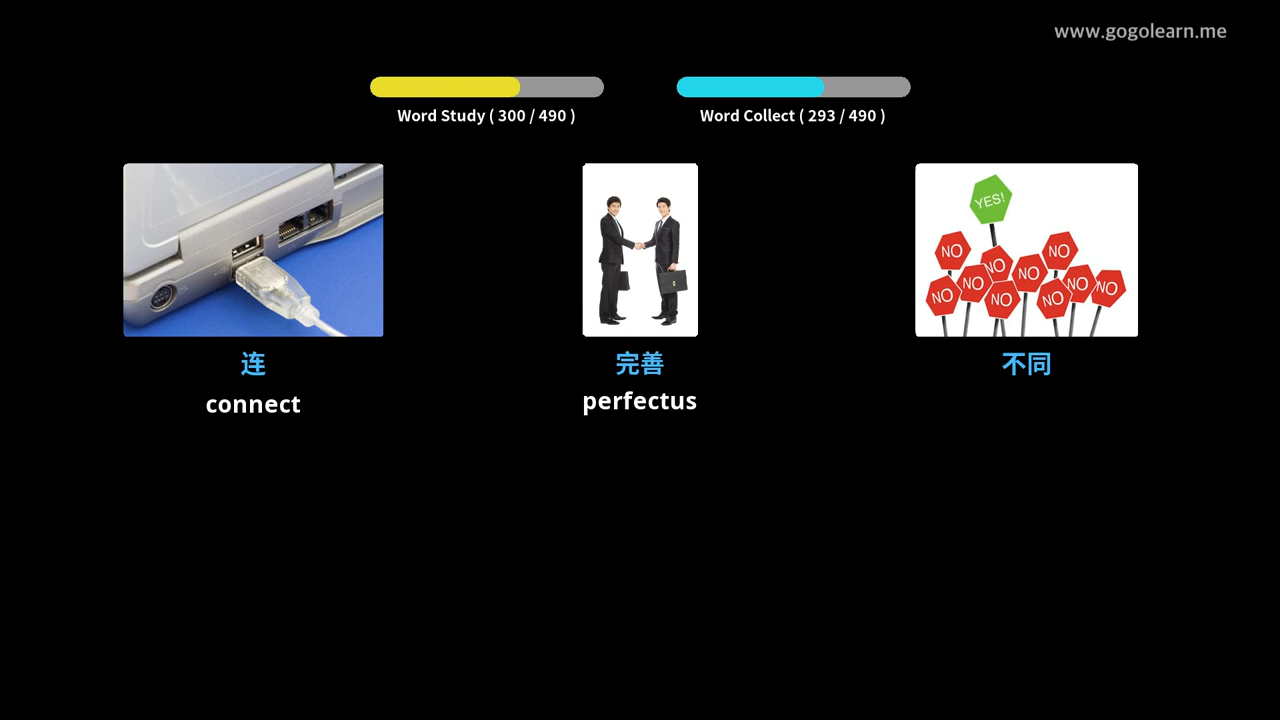 www.gogolearn.me
Word Study ( 300 / 490 )
Word Collect ( 293 / 490 )
YES!
NO
NO
NO
NO
NO
NO
NO
NO
NO
NO
连
完善
不同
connect
perfectus